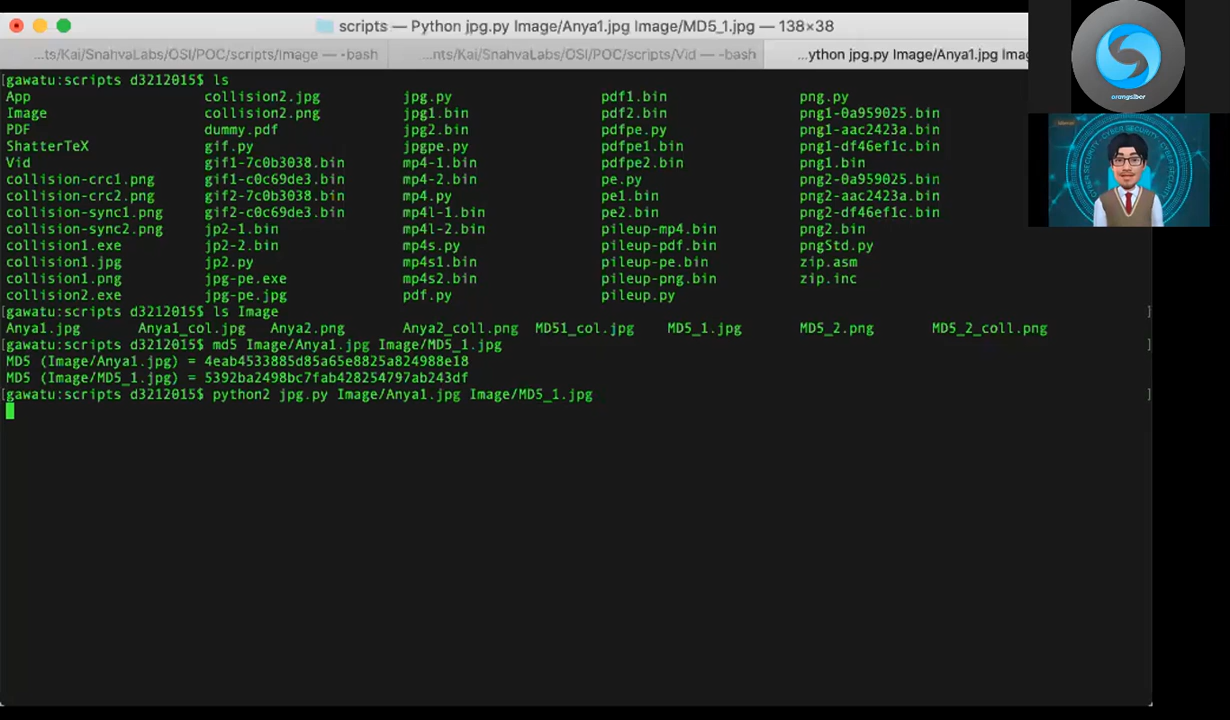 scripts — Python jpg.py Image/Anya1.jpg Image/MD5_1.jpg — 138×38
...ts/Kai/SnahvaLabs/OSI/POC/scripts/Image — -bash ...nts/Kai/SnahvaLabs/OSI/POC/scripts/Vid — -bash ...ython jpg.py Image/Anya1.jpg Ima
[gawatu:scripts d3212015$ ls
App collision2.jpg jpg.py pdf1.bin png.py
Image collision2.png jpg1.bin pdf2.bin png1-0a959025.bin
PDF dummy.pdf jpg2.bin pdfpe.py png1-aac2423a.bin
ShatterTeX gif.py jpgpe.py pdfpe1.bin png1-df46ef1c.bin
Vid gif1-7c0b3038.bin mp4-1.bin pdfpe2.bin png1.bin
collision-crc1.png gif1-c0c69de3.bin mp4-2.bin pe.py png2-0a959025.bin
collision-crc2.png gif2-7c0b3038.bin mp4.py pe1.bin png2-aac2423a.bin
collision-sync1.png gif2-c0c69de3.bin mp4l-1.bin pe2.bin png2-df46ef1c.bin
collision-sync2.png jp2-1.bin mp4l-2.bin pileup-mp4.bin png2.bin
collision1.exe jp2-2.bin mp4s.py pileup-pdf.bin pngStd.py
collision1.jpg jp2.py mp4s1.bin pileup-pe.bin zip.asm
collision1.png jpg-pe.exe mp4s2.bin pileup-png.bin zip.inc
collision2.exe jpg-pe.jpg pdf.py pileup.py
[gawatu:scripts d3212015$ ls Image ]
Anya1.jpg Anya1_col.jpg Anya2.png Anya2_coll.png MD51_col.jpg MD5_1.jpg MD5_2.png MD5_2_coll.png
[gawatu:scripts d3212015$ md5 Image/Anya1.jpg Image/MD5_1.jpg ]
MD5 (Image/Anya1.jpg) = 4eab4533885d85a65e8825a824988e18
MD5 (Image/MD5_1.jpg) = 5392ba2498bc7fab428254797ab243df
[gawatu:scripts d3212015$ python2 jpg.py Image/Anya1.jpg Image/MD5_1.jpg ]
orangsiber
CYBER SECURITY
CYBER SECURITY